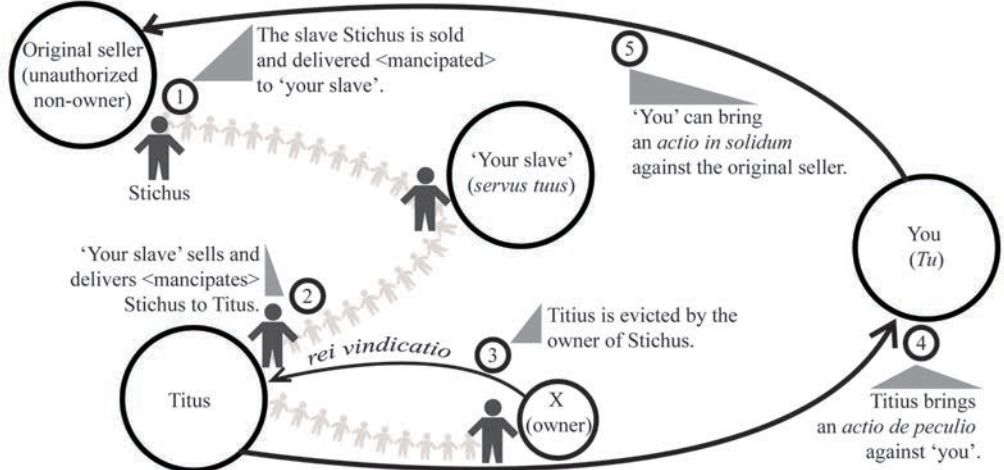 Original seller
(unauthorized
non-owner)
1
The slave Stichus is sold
and delivered <mancipated>
to ‘your slave’.
Stichus
‘Your slave’
(servus tuus)
5
‘You’ can bring
an actio in solidum
against the original seller.
You
(Tu)
‘Your slave’ sells and
delivers <mancipates>
Stichus to Titus.
2
Titus
rei vindicatio
3
Titius is evicted by the
owner of Stichus.
X
(owner)
4
Titius brings
an actio de peculio
against ‘you’.